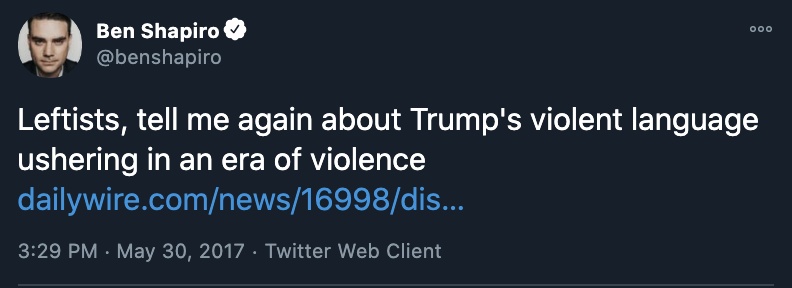 Ben Shapiro
@benshapiro
Leftists, tell me again about Trump's violent language
ushering in an era of violence
dailywire.com/news/16998/dis...
3:29 PM · May 30, 2017 · Twitter Web Client